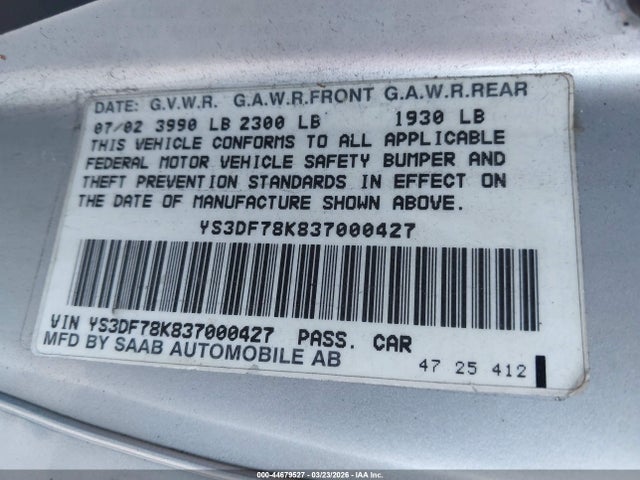 DATE: G.V.W.R. G.A.W.R.FRONT G.A.W.R.REAR
07/02 3990 LB 2300 LB 1930 LB
THIS VEHICLE CONFORMS TO ALL APPLICABLE
FEDERAL MOTOR VEHICLE SAFETY BUMPER AND
THEFT PREVENTION STANDARDS IN EFFECT ON
THE DATE OF MANUFACTURE SHOWN ABOVE.
YS3DF78K837000427
VIN YS3DF78K837000427 PASS. CAR
MFD BY SAAB AUTOMOBILE AB
47 25 412
000-44679527 - 03/23/2026 - IAAI.COM